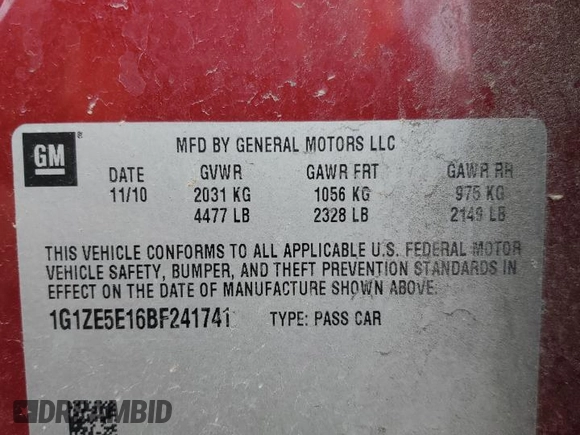 GM
MFD BY GENERAL MOTORS LLC
DATE GVWR GAWR FRT GAWR RR
11/10 2031 KG 1056 KG 975 KG
4477 LB 2328 LB 2149 LB
THIS VEHICLE CONFORMS TO ALL APPLICABLE U.S. FEDERAL MOTOR
VEHICLE SAFETY, BUMPER, AND THEFT PREVENTION STANDARDS IN
EFFECT ON THE DATE OF MANUFACTURE SHOWN ABOVE.
1G1ZE5E16BF241741 TYPE: PASS CAR
DREAMBID